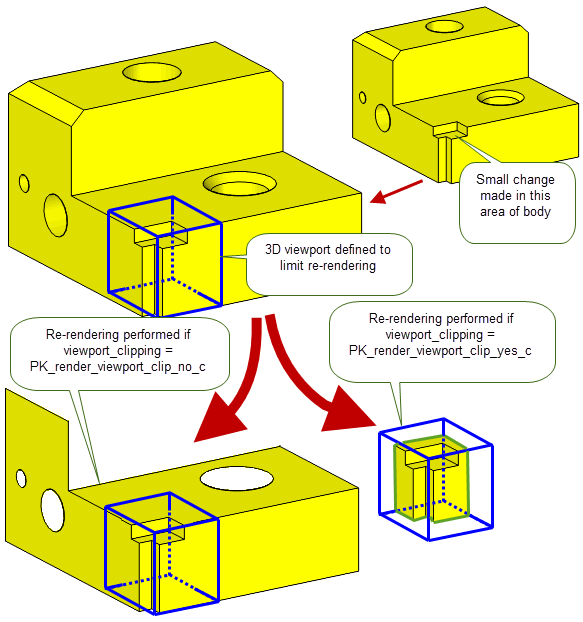 Small change
made in this
area of body
3D viewport defined to
limit re-rendering
Re-rendering performed if
viewport_clipping =
PK_render_viewport_clip_no_c
Re-rendering performed if
viewport_clipping =
PK_render_viewport_clip_yes_c